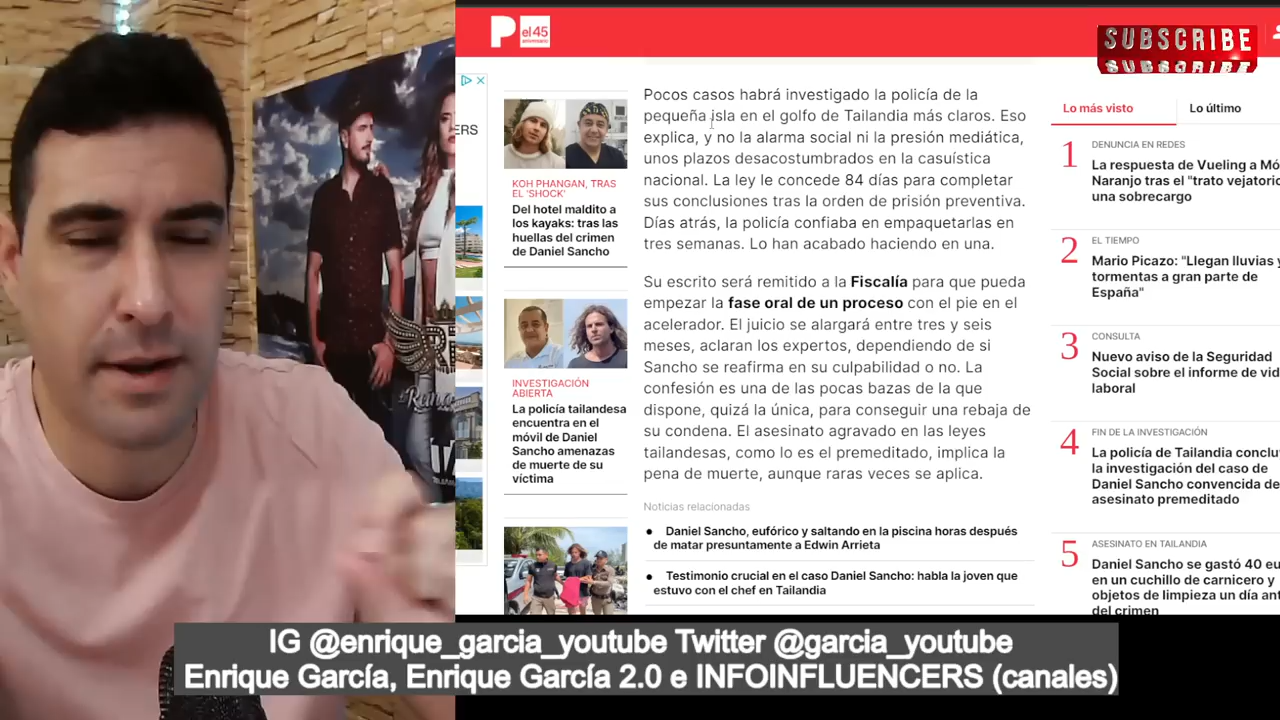 P el 45
aniversario
SUBSCRIBE
ERS
KOH PHANGAN, TRAS
EL 'SHOCK'
Del hotel maldito a
los kayaks: tras las
huellas del crimen
de Daniel Sancho
INVESTIGACIÓN
ABIERTA
La policía tailandesa
encuentra en el
móvil de Daniel
Sancho amenazas
de muerte de su
víctima
Pocos casos habrá investigado la policía de la
pequeña isla en el golfo de Tailandia más claros. Eso
explica, y no la alarma social ni la presión mediática,
unos plazos desacostumbrados en la casuística
nacional. La ley le concede 84 días para completar
sus conclusiones tras la orden de prisión preventiva.
Días atrás, la policía confiaba en empaquetarlas en
tres semanas. Lo han acabado haciendo en una.
Su escrito será remitido a la Fiscalía para que pueda
empezar la fase oral de un proceso con el pie en el
acelerador. El juicio se alargará entre tres y seis
meses, aclaran los expertos, dependiendo de si
Sancho se reafirma en su culpabilidad o no. La
confesión es una de las pocas bazas de la que
dispone, quizá la única, para conseguir una rebaja de
su condena. El asesinato agravado en las leyes
tailandesas, como lo es el premeditado, implica la
pena de muerte, aunque raras veces se aplica.
Noticias relacionadas
Daniel Sancho, eufórico y saltando en la piscina horas después
de matar presuntamente a Edwin Arrieta
Testimonio crucial en el caso Daniel Sancho: habla la joven que
estuvo con el chef en Tailandia
Lo más visto Lo último
1 DENUNCIA EN REDES
La respuesta de Vueling a Mó
Naranjo tras el "trato vejatorio
una sobrecargo
2 EL TIEMPO
Mario Picazo: "Llegan lluvias y
tormentas a gran parte de
España"
3 CONSULTA
Nuevo aviso de la Seguridad
Social sobre el informe de vid
laboral
4 FIN DE LA INVESTIGACIÓN
La policía de Tailandia conclu
la investigación del caso de
Daniel Sancho convencida de
asesinato premeditado
5 ASESINATO EN TAILANDIA
Daniel Sancho se gastó 40 eu
en un cuchillo de carnicero y
objetos de limpieza un día ant
del crimen
IG @enrique_garcia_youtube Twitter @garcia_youtube
Enrique García, Enrique García 2.0 e INFOINFLUENCERS (canales)